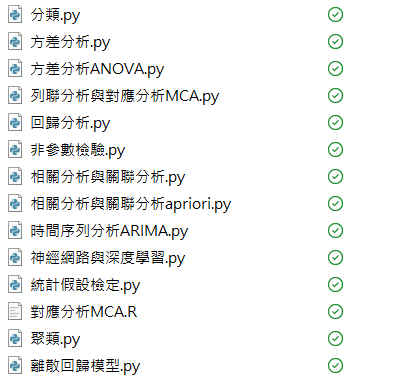 分類.py
方差分析.py
方差分析ANOVA.py
列聯分析與對應分析MCA.py
回歸分析.py
非參數檢驗.py
相關分析與關聯分析.py
相關分析與關聯分析apriori.py
時間序列分析ARIMA.py
神經網路與深度學習.py
統計假設檢定.py
對應分析MCA.R
聚類.py
離散回歸模型.py